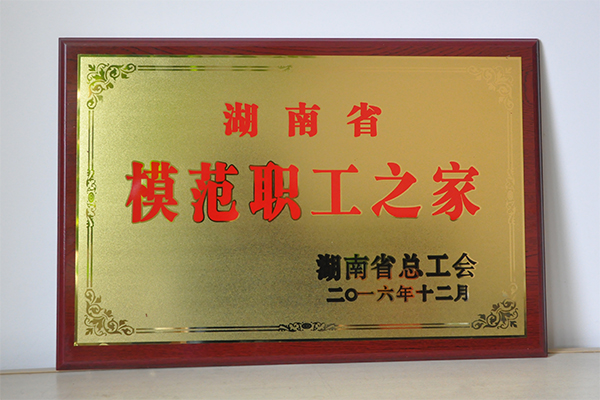 湖南省
模范职工之家
湖南省总工会
二〇一六年十二月